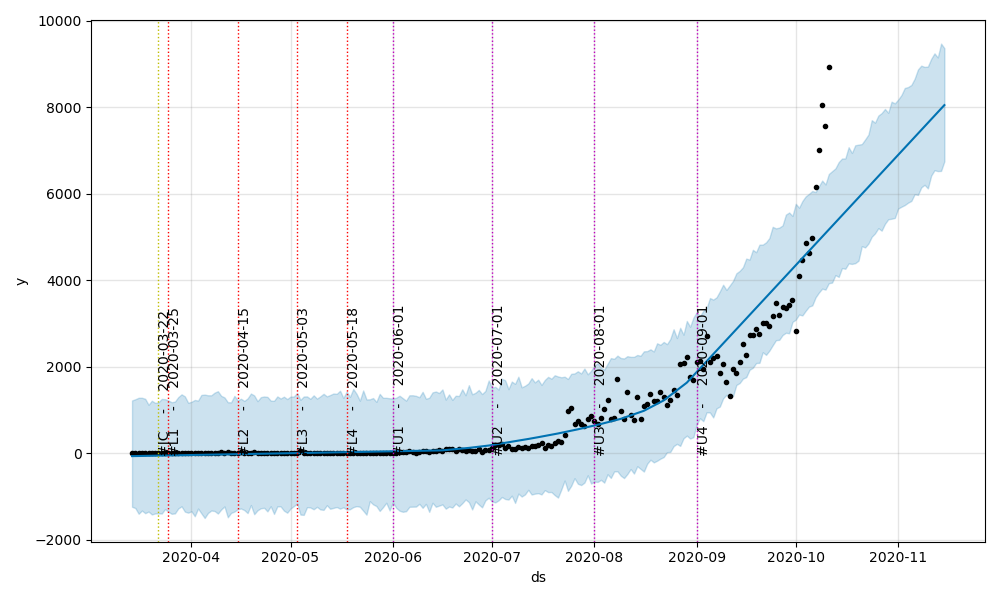 10000
8000
6000
4000
2000
0
−2000
y
#JC - 2020-03-22
#L1 - 2020-03-25
#L2 - 2020-04-15
#L3 - 2020-05-03
#L4 - 2020-05-18
#U1 - 2020-06-01
#U2 - 2020-07-01
#U3 - 2020-08-01
#U4 - 2020-09-01
2020-04
2020-05
2020-06
2020-07
2020-08
2020-09
2020-10
2020-11
ds